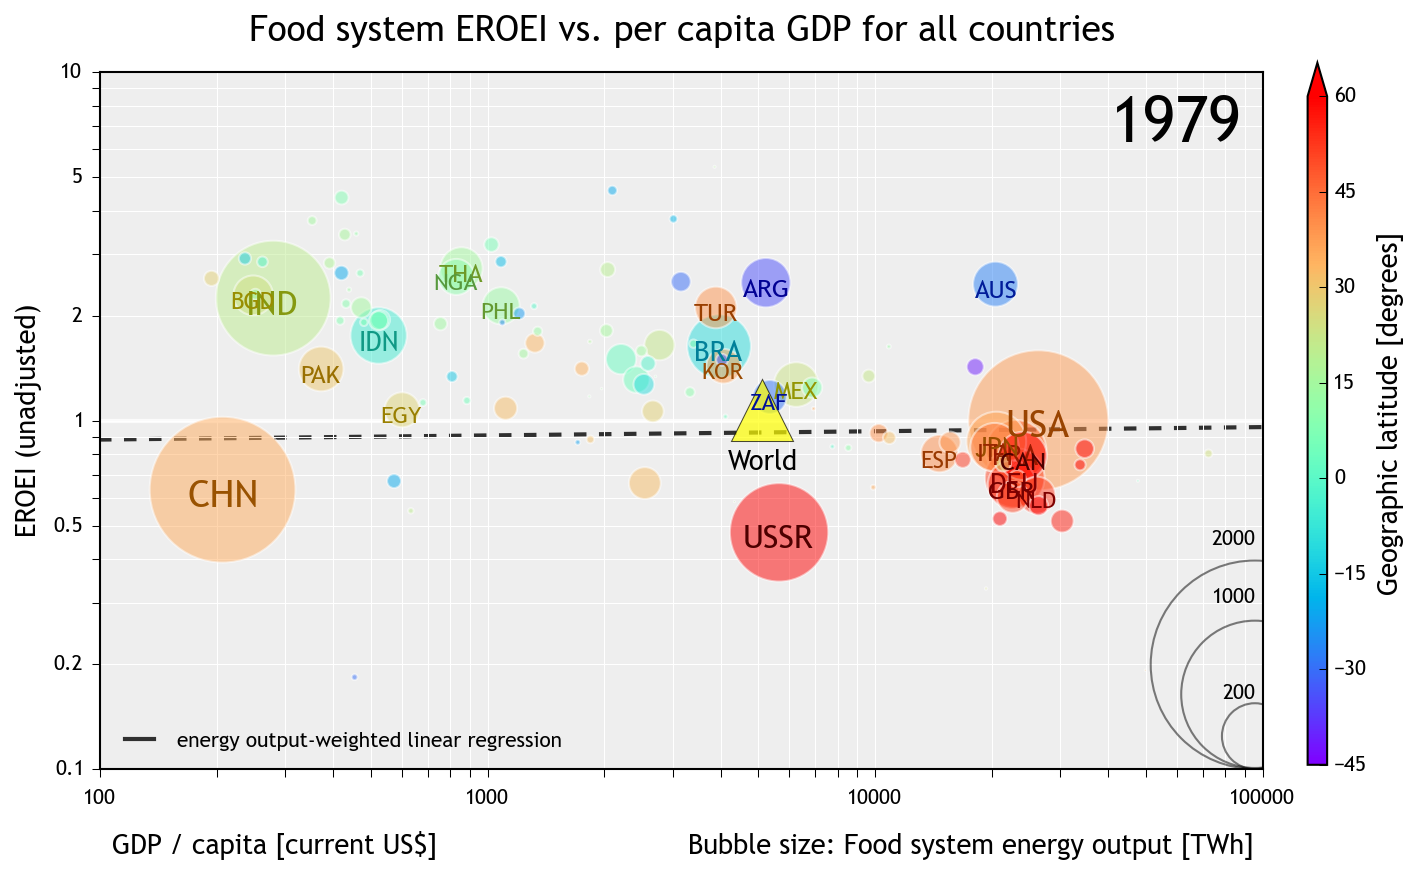 Food system EROEI vs. per capita GDP for all countries
1979
10
5
2
1
0.5
0.2
0.1
EROEI (unadjusted)
THA
NGA
BGD
IND
PHL
IDN
PAK
EGY
CHN
ARG
AUS
TUR
BRA
KOR
MEX
ZAF
World
USSR
USA
JPN
ESP
CAN
DEU
GBR
NLD
2000
1000
200
energy output-weighted linear regression
100
1000
10000
100000
GDP / capita [current US$]
Bubble size: Food system energy output [TWh]
60
45
30
15
0
−15
−30
−45
Geographic latitude [degrees]